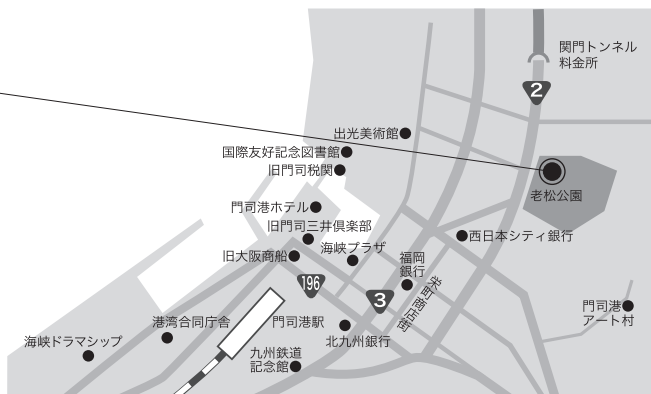 関門トンネル
料金所
2
出光美術館
国際友好記念図書館
旧門司税関
老松公園
門司港ホテル
旧門司三井倶楽部
西日本シティ銀行
海峡プラザ
旧大阪商船
福岡
銀行
196
3
栄町商店街
門司港
アート村
港湾合同庁舎
門司港駅
海峡ドラマシップ
北九州銀行
九州鉄道
記念館